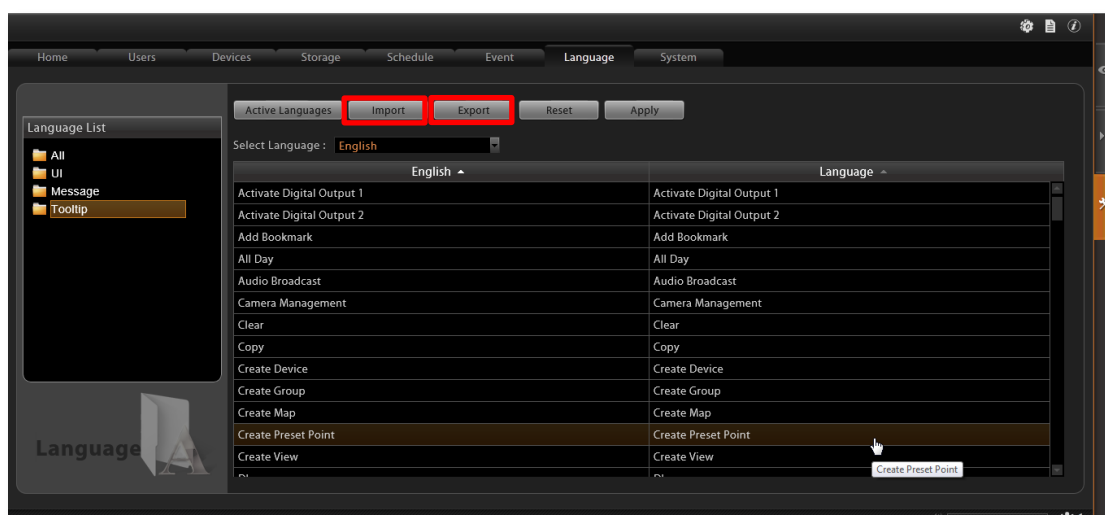 Home Users Devices Storage Schedule Event Language System
Active Languages Import Export Reset Apply
Language List
Select Language : English
All
UI
Message
Tooltip
English Language
Activate Digital Output 1 Activate Digital Output 1
Activate Digital Output 2 Activate Digital Output 2
Add Bookmark Add Bookmark
All Day All Day
Audio Broadcast Audio Broadcast
Camera Management Camera Management
Clear Clear
Copy Copy
Create Device Create Device
Create Group Create Group
Create Map Create Map
Create Preset Point Create Preset Point
Create View Create View
Create Preset Point
Language